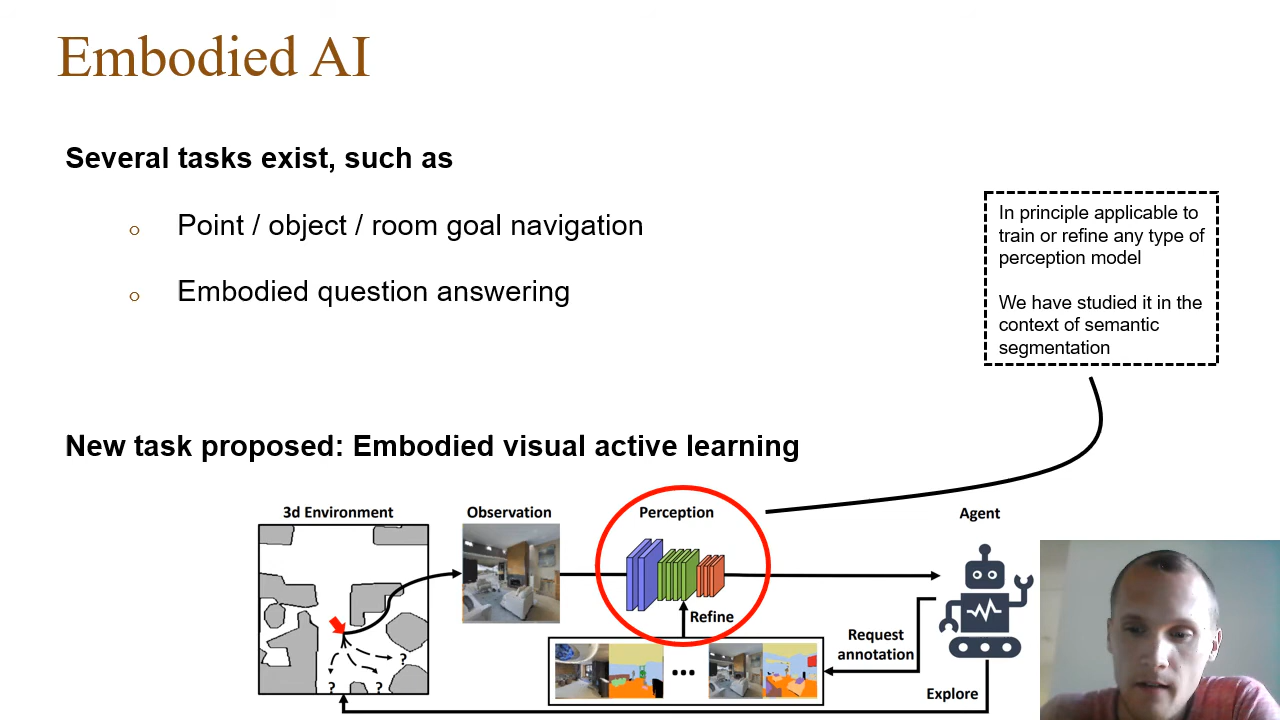 Embodied AI
Several tasks exist, such as
Point / object / room goal navigation
Embodied question answering
In principle applicable to
train or refine any type of
perception model
We have studied it in the
context of semantic
segmentation
New task proposed: Embodied visual active learning
3d Environment
Observation
Perception
Agent
Refine
Request
annotation
Explore
?
?
?